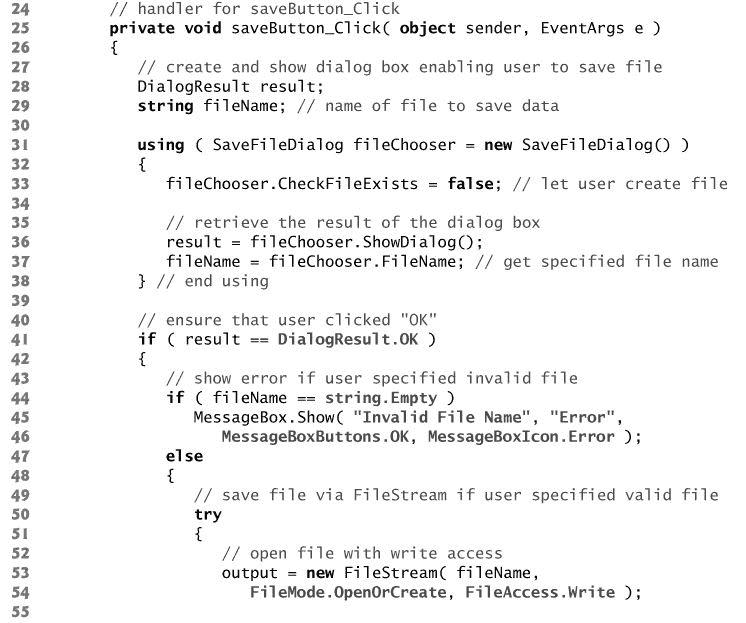 24 // handler for saveButton_Click
25 private void saveButton_Click( object sender, EventArgs e )
26 {
27 // create and show dialog box enabling user to save file
28 DialogResult result;
29 string fileName; // name of file to save data
30
31 using ( SaveFileDialog fileChooser = new SaveFileDialog() )
32 {
33 fileChooser.CheckFileExists = false; // let user create file
34
35 // retrieve the result of the dialog box
36 result = fileChooser.ShowDialog();
37 fileName = fileChooser.FileName; // get specified file name
38 } // end using
39
40 // ensure that user clicked "OK"
41 if ( result == DialogResult.OK )
42 {
43 // show error if user specified invalid file
44 if ( fileName == string.Empty )
45 MessageBox.Show( "Invalid File Name", "Error",
46 MessageBoxButtons.OK, MessageBoxIcon.Error );
47 else
48 {
49 // save file via FileStream if user specified valid file
50 try
51 {
52 // open file with write access
53 output = new FileStream( fileName,
54 FileMode.OpenOrCreate, FileAccess.Write );
55